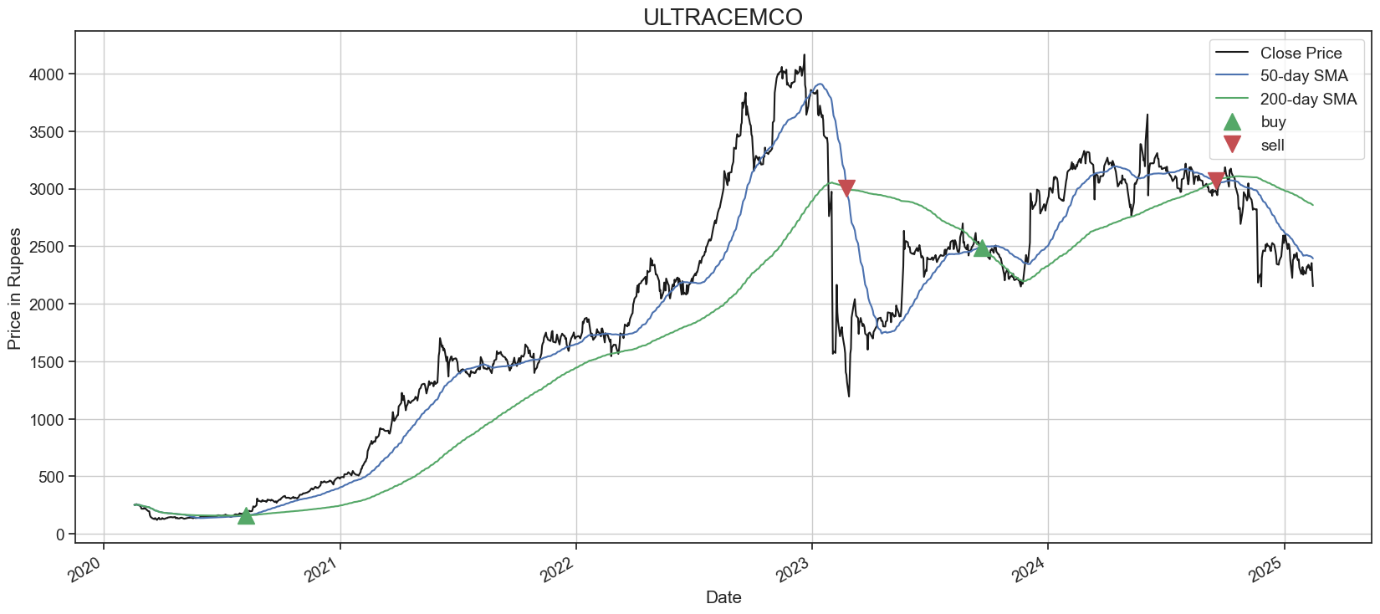 ULTRACEMCO
Close Price
50-day SMA
200-day SMA
buy
sell
Price in Rupees
4000
3500
3000
2500
2000
1500
1000
500
0
2020
2021
2022
2023
2024
2025
Date